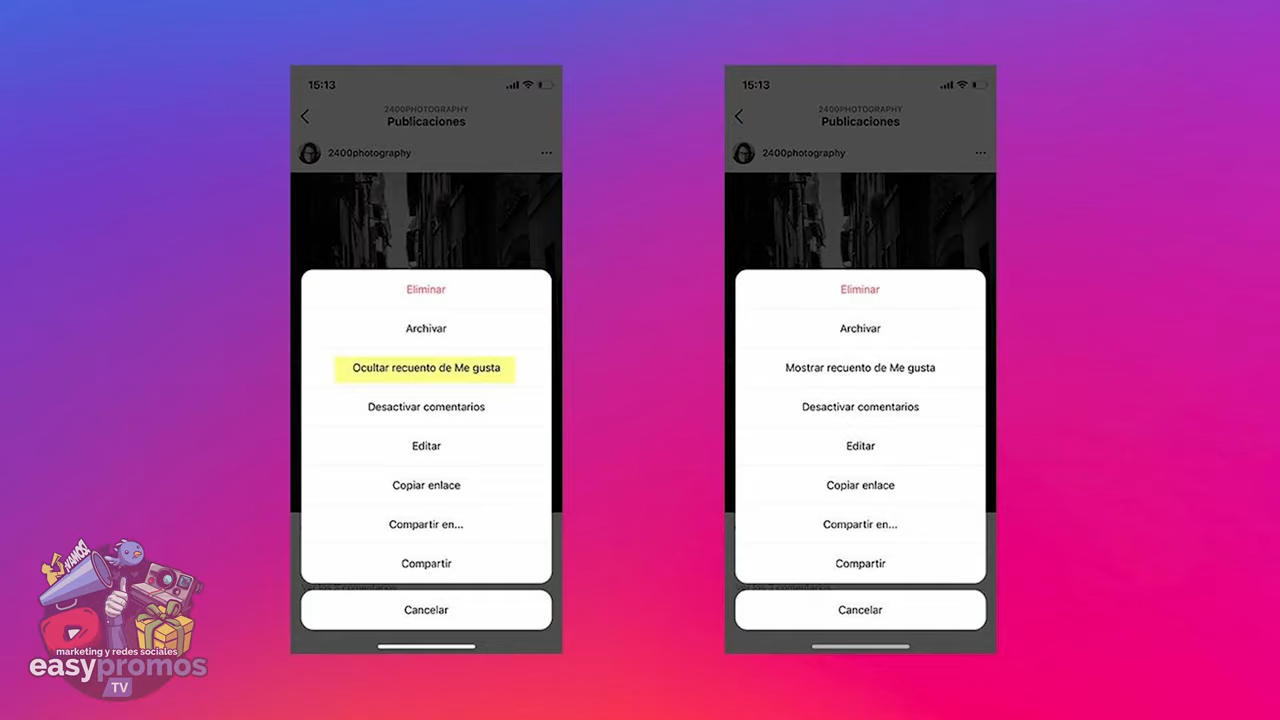 15:13
2400PHOTOGRAPHY
Publicaciones
2400photography
Eliminar
Archivar
Ocultar recuento de Me gusta
Desactivar comentarios
Editar
Copiar enlace
Compartir en...
Compartir
Cancelar
15:13
2400PHOTOGRAPHY
Publicaciones
2400photography
Eliminar
Archivar
Mostrar recuento de Me gusta
Desactivar comentarios
Editar
Copiar enlace
Compartir en...
Compartir
Cancelar
¡VAMOS!
marketing y redes sociales
easypromos
TV